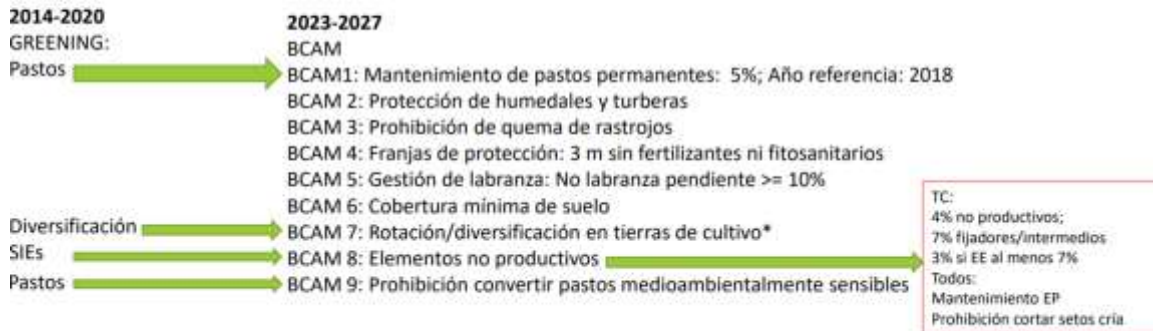 2014-2020
GREENING:
Pastos
Diversificación
SIEs
Pastos
2023-2027
BCAM
BCAM1: Mantenimiento de pastos permanentes: 5%; Año referencia: 2018
BCAM 2: Protección de humedales y turberas
BCAM 3: Prohibición de quema de rastrojos
BCAM 4: Franjas de protección: 3 m sin fertilizantes ni fitosanitarios
BCAM 5: Gestión de labranza: No labranza pendiente >= 10%
BCAM 6: Cobertura mínima de suelo
BCAM 7: Rotación/diversificación en tierras de cultivo*
BCAM 8: Elementos no productivos
BCAM 9: Prohibición convertir pastos medioambientalmente sensibles
TC:
4% no productivos;
7% fijadores/intermedios
3% si EE al menos 7%
Todos:
Mantenimiento EP
Prohibición cortar setos cría